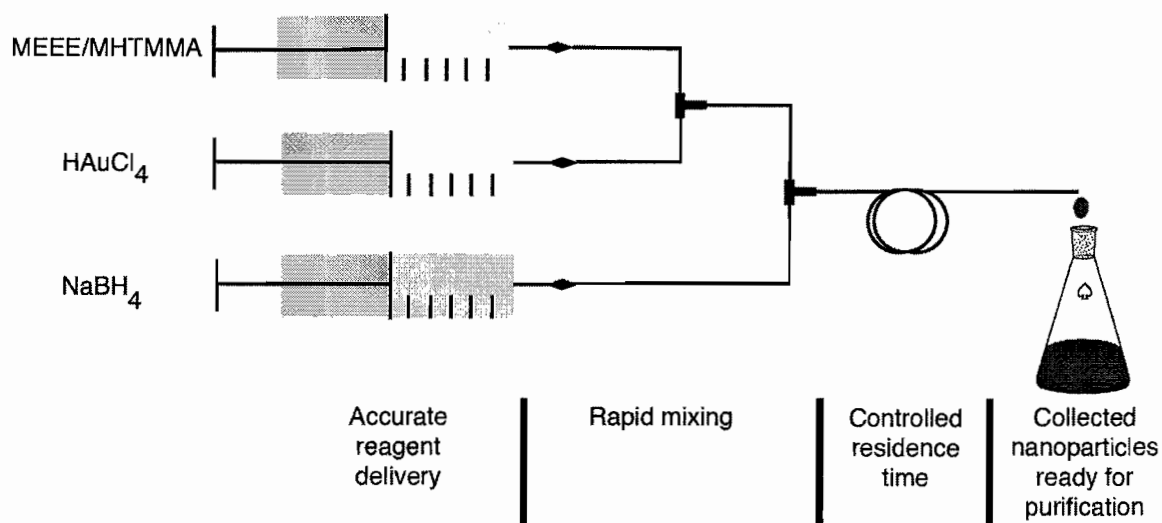 MEEE/MHTMMA
HAuCl4
NaBH4
Accurate
reagent
delivery
Rapid mixing
Controlled
residence
time
Collected
nanoparticles
ready for
purification